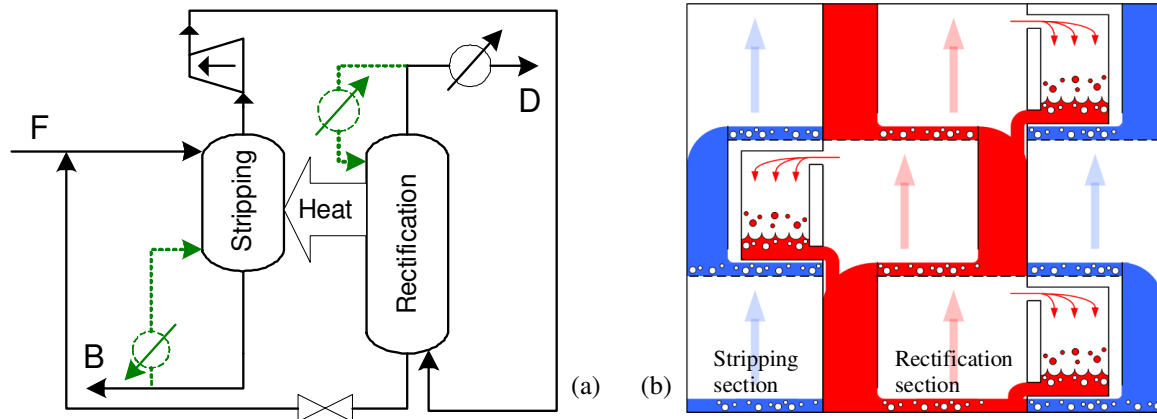 F
Stripping
Heat
Rectification
D
B
(a)
(b)
Stripping
section
Rectification
section